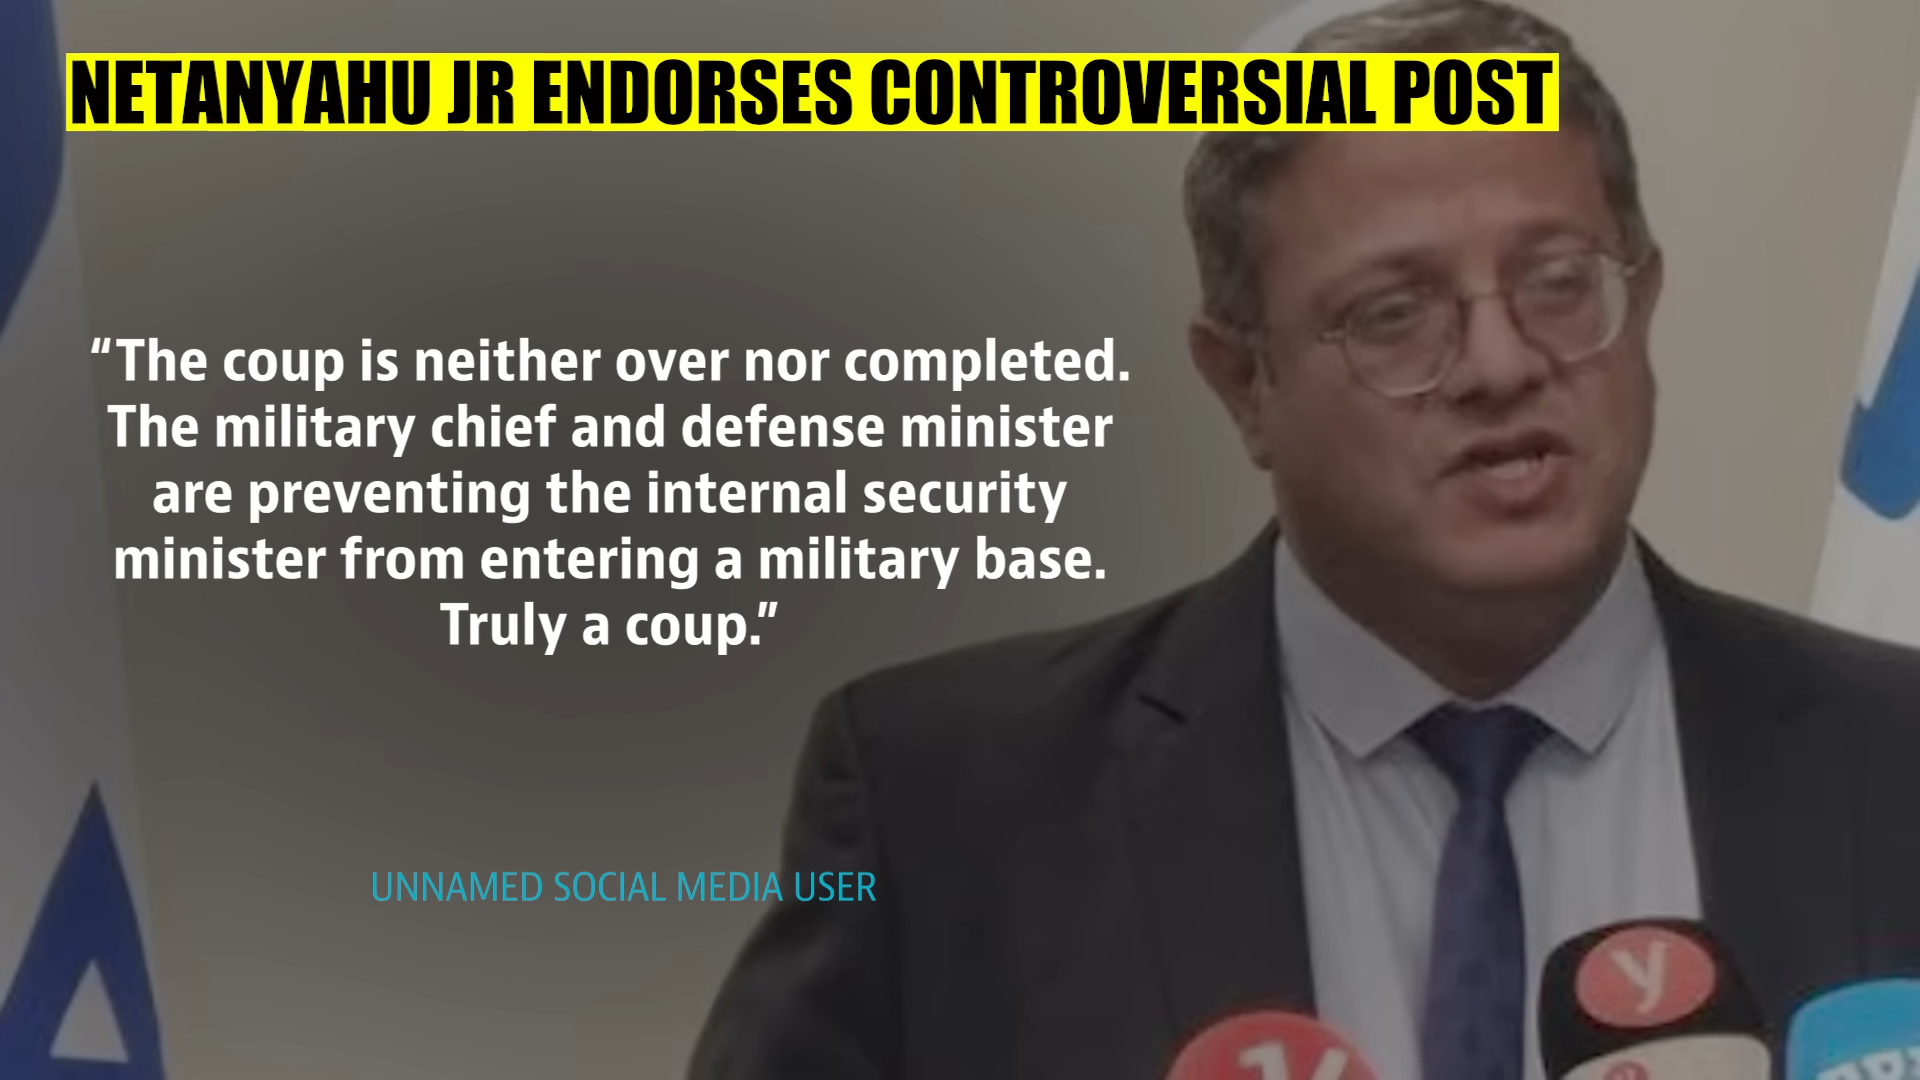 NETANYAHU JR ENDORSES CONTROVERSIAL POST
“The coup is neither over nor completed.
The military chief and defense minister
are preventing the internal security
minister from entering a military base.
Truly a coup.”
UNNAMED SOCIAL MEDIA USER
y